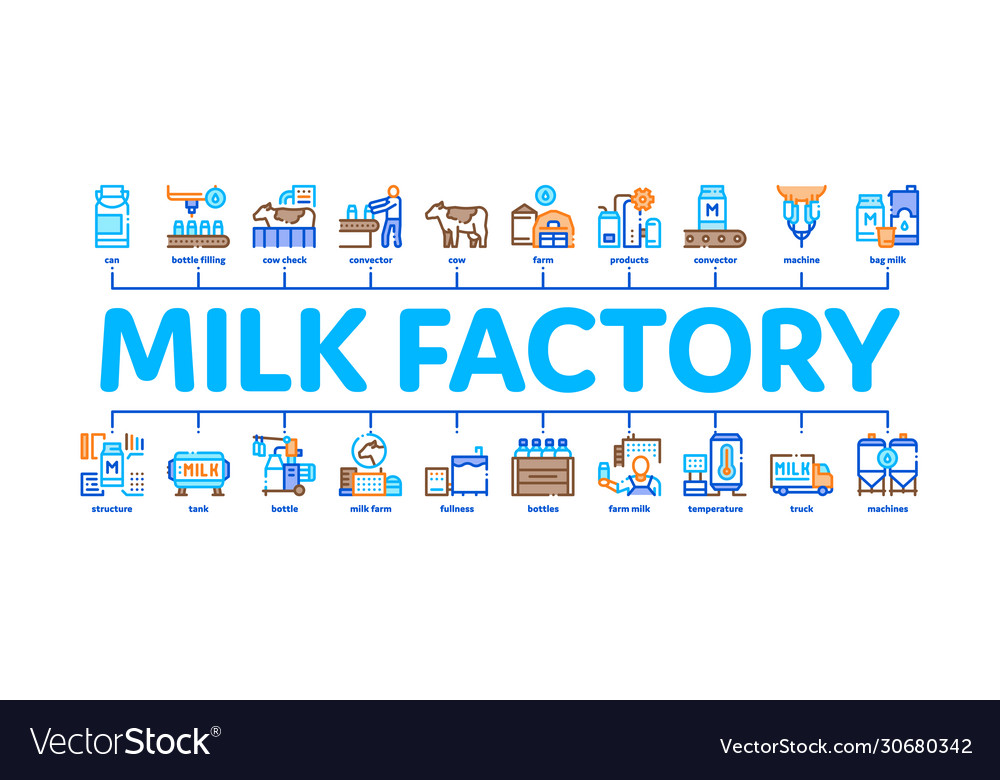 M
M
can bottle filling cow check convector cow farm products convector machine bag milk
MILK FACTORY
M
MILK
MILK
structure tank bottle milk farm fullness bottles farm milk temperature truck machines
VectorStock® VectorStock.com/30680342